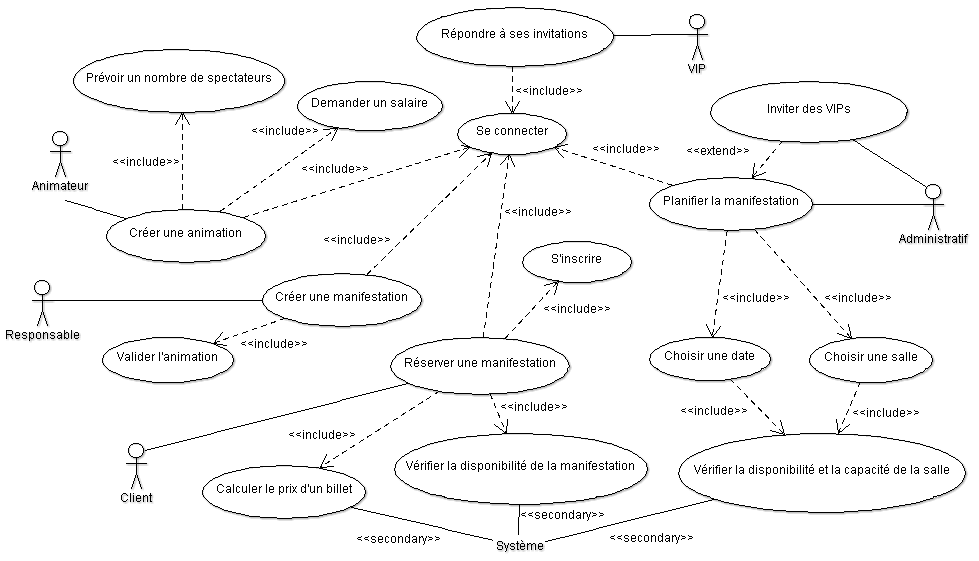 Répondre à ses invitations
VIP
<<include>>
Prévoir un nombre de spectateurs
Demander un salaire
Inviter des VIPs
<<include>>
Se connecter
<<include>>
<<extend>>
<<include>>
<<include>>
Animateur
Planifier la manifestation
Administratif
Créer une animation
<<include>>
<<include>>
S'inscrire
Créer une manifestation
<<include>>
<<include>>
<<include>>
Responsable
<<include>>
Valider l'animation
Réserver une manifestation
Choisir une date
Choisir une salle
<<include>>
<<include>>
<<include>>
<<include>>
Vérifier la disponibilité de la manifestation
Vérifier la disponibilité et la capacité de la salle
Calculer le prix d'un billet
Client
<<secondary>>
<<secondary>>
Système
<<secondary>>